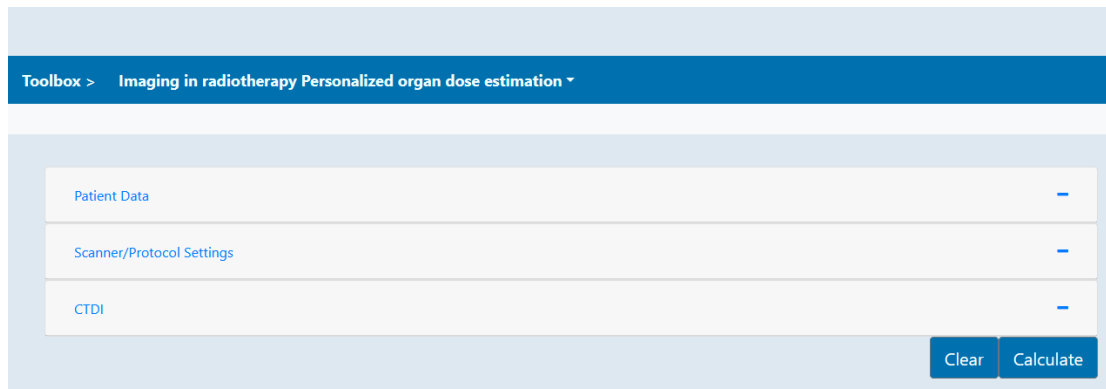 Toolbox > Imaging in radiotherapy Personalized organ dose estimation
Patient Data
Scanner/Protocol Settings
CTDI
Clear Calculate